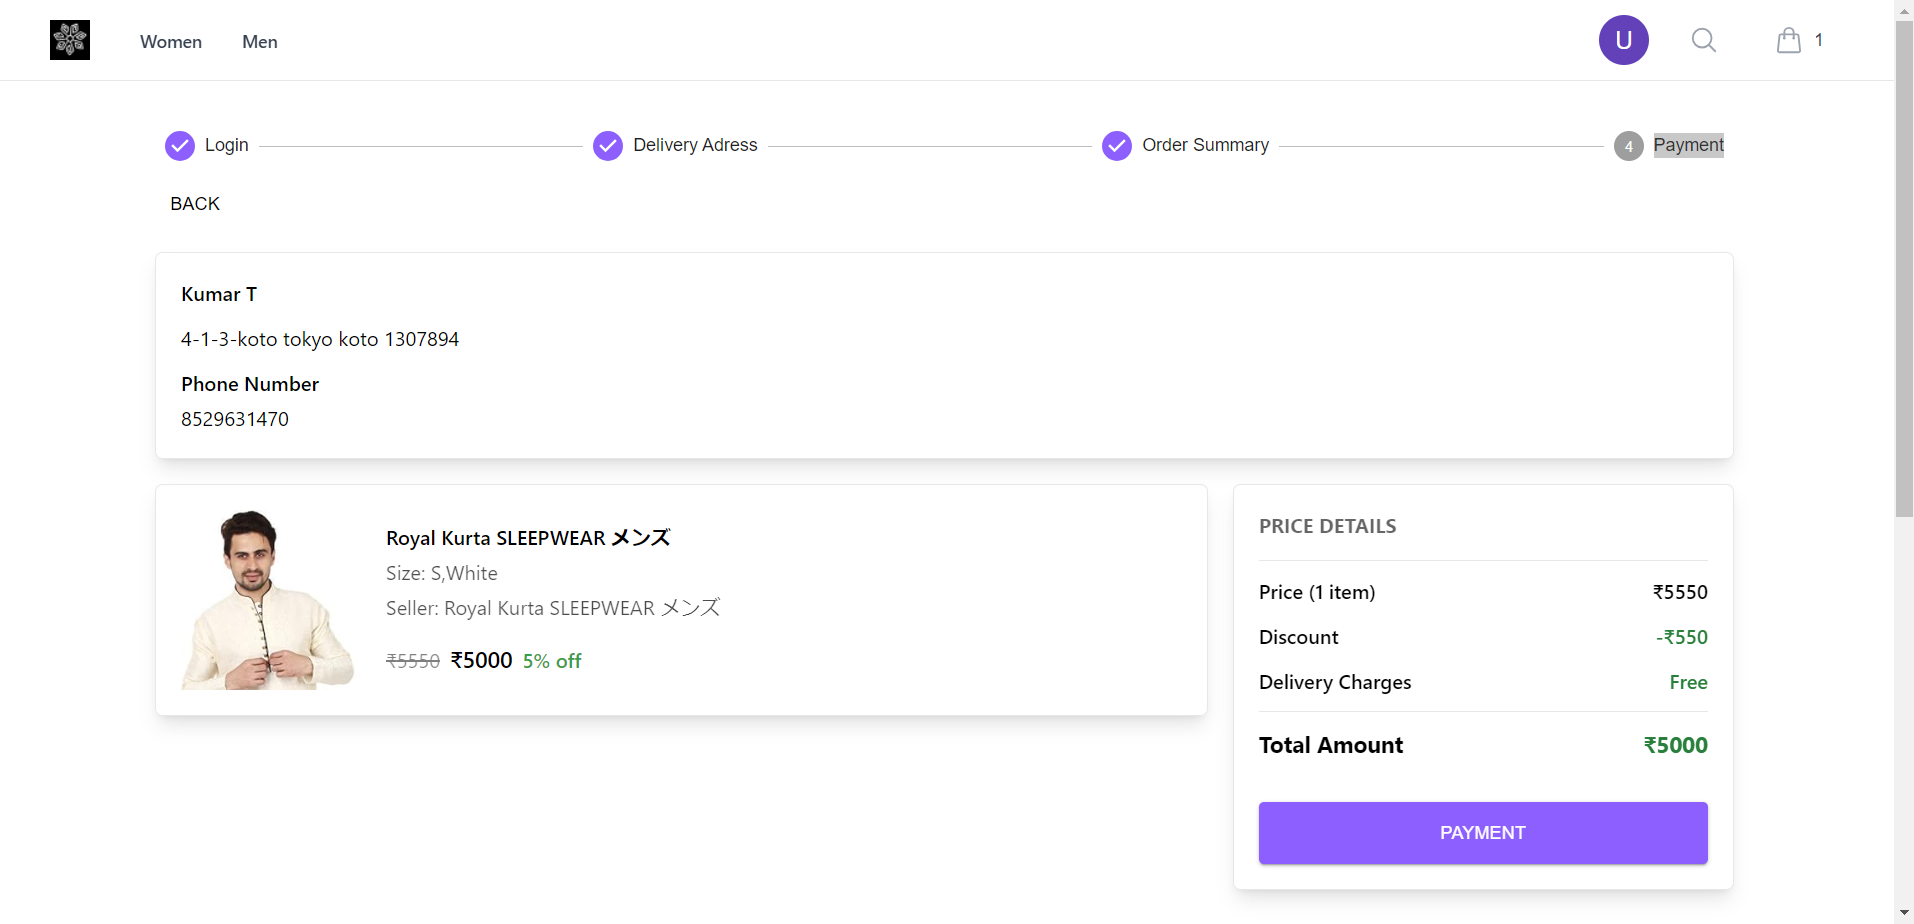 Women Men U 1
Login Delivery Adress Order Summary 4 Payment
BACK
Kumar T
4-1-3-koto tokyo koto 1307894
Phone Number
8529631470
Royal Kurta SLEEPWEAR メンズ
Size: S,White
Seller: Royal Kurta SLEEPWEAR メンズ
₹5550 ₹5000 5% off
PRICE DETAILS
Price (1 item) ₹5550
Discount -₹550
Delivery Charges Free
Total Amount ₹5000
PAYMENT